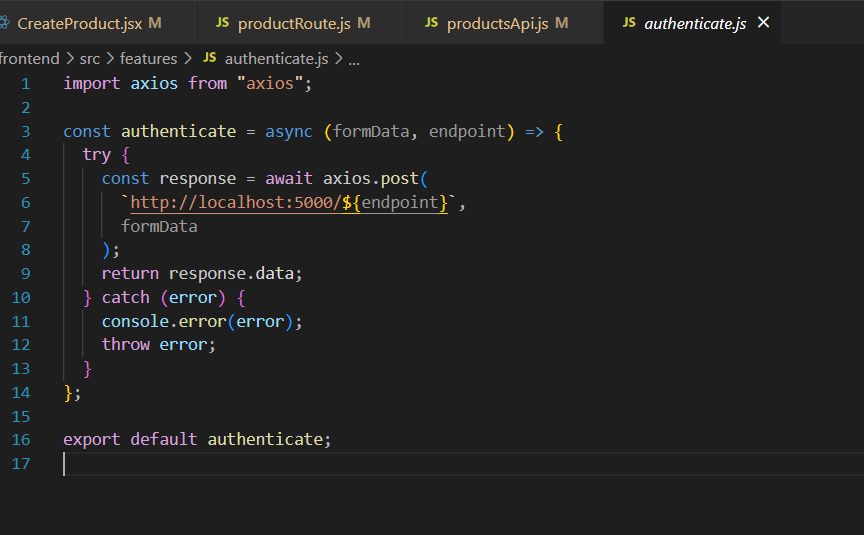 CreateProduct.jsx M JS productRoute.js M JS productsApi.js M JS authenticate.js ×
frontend > src > features > JS authenticate.js > ...
1 import axios from "axios";
2
3 const authenticate = async (formData, endpoint) => {
4 try {
5 const response = await axios.post(
6 `http://localhost:5000/${endpoint}`,
7 formData
8 );
9 return response.data;
10 } catch (error) {
11 console.error(error);
12 throw error;
13 }
14 };
15
16 export default authenticate;
17